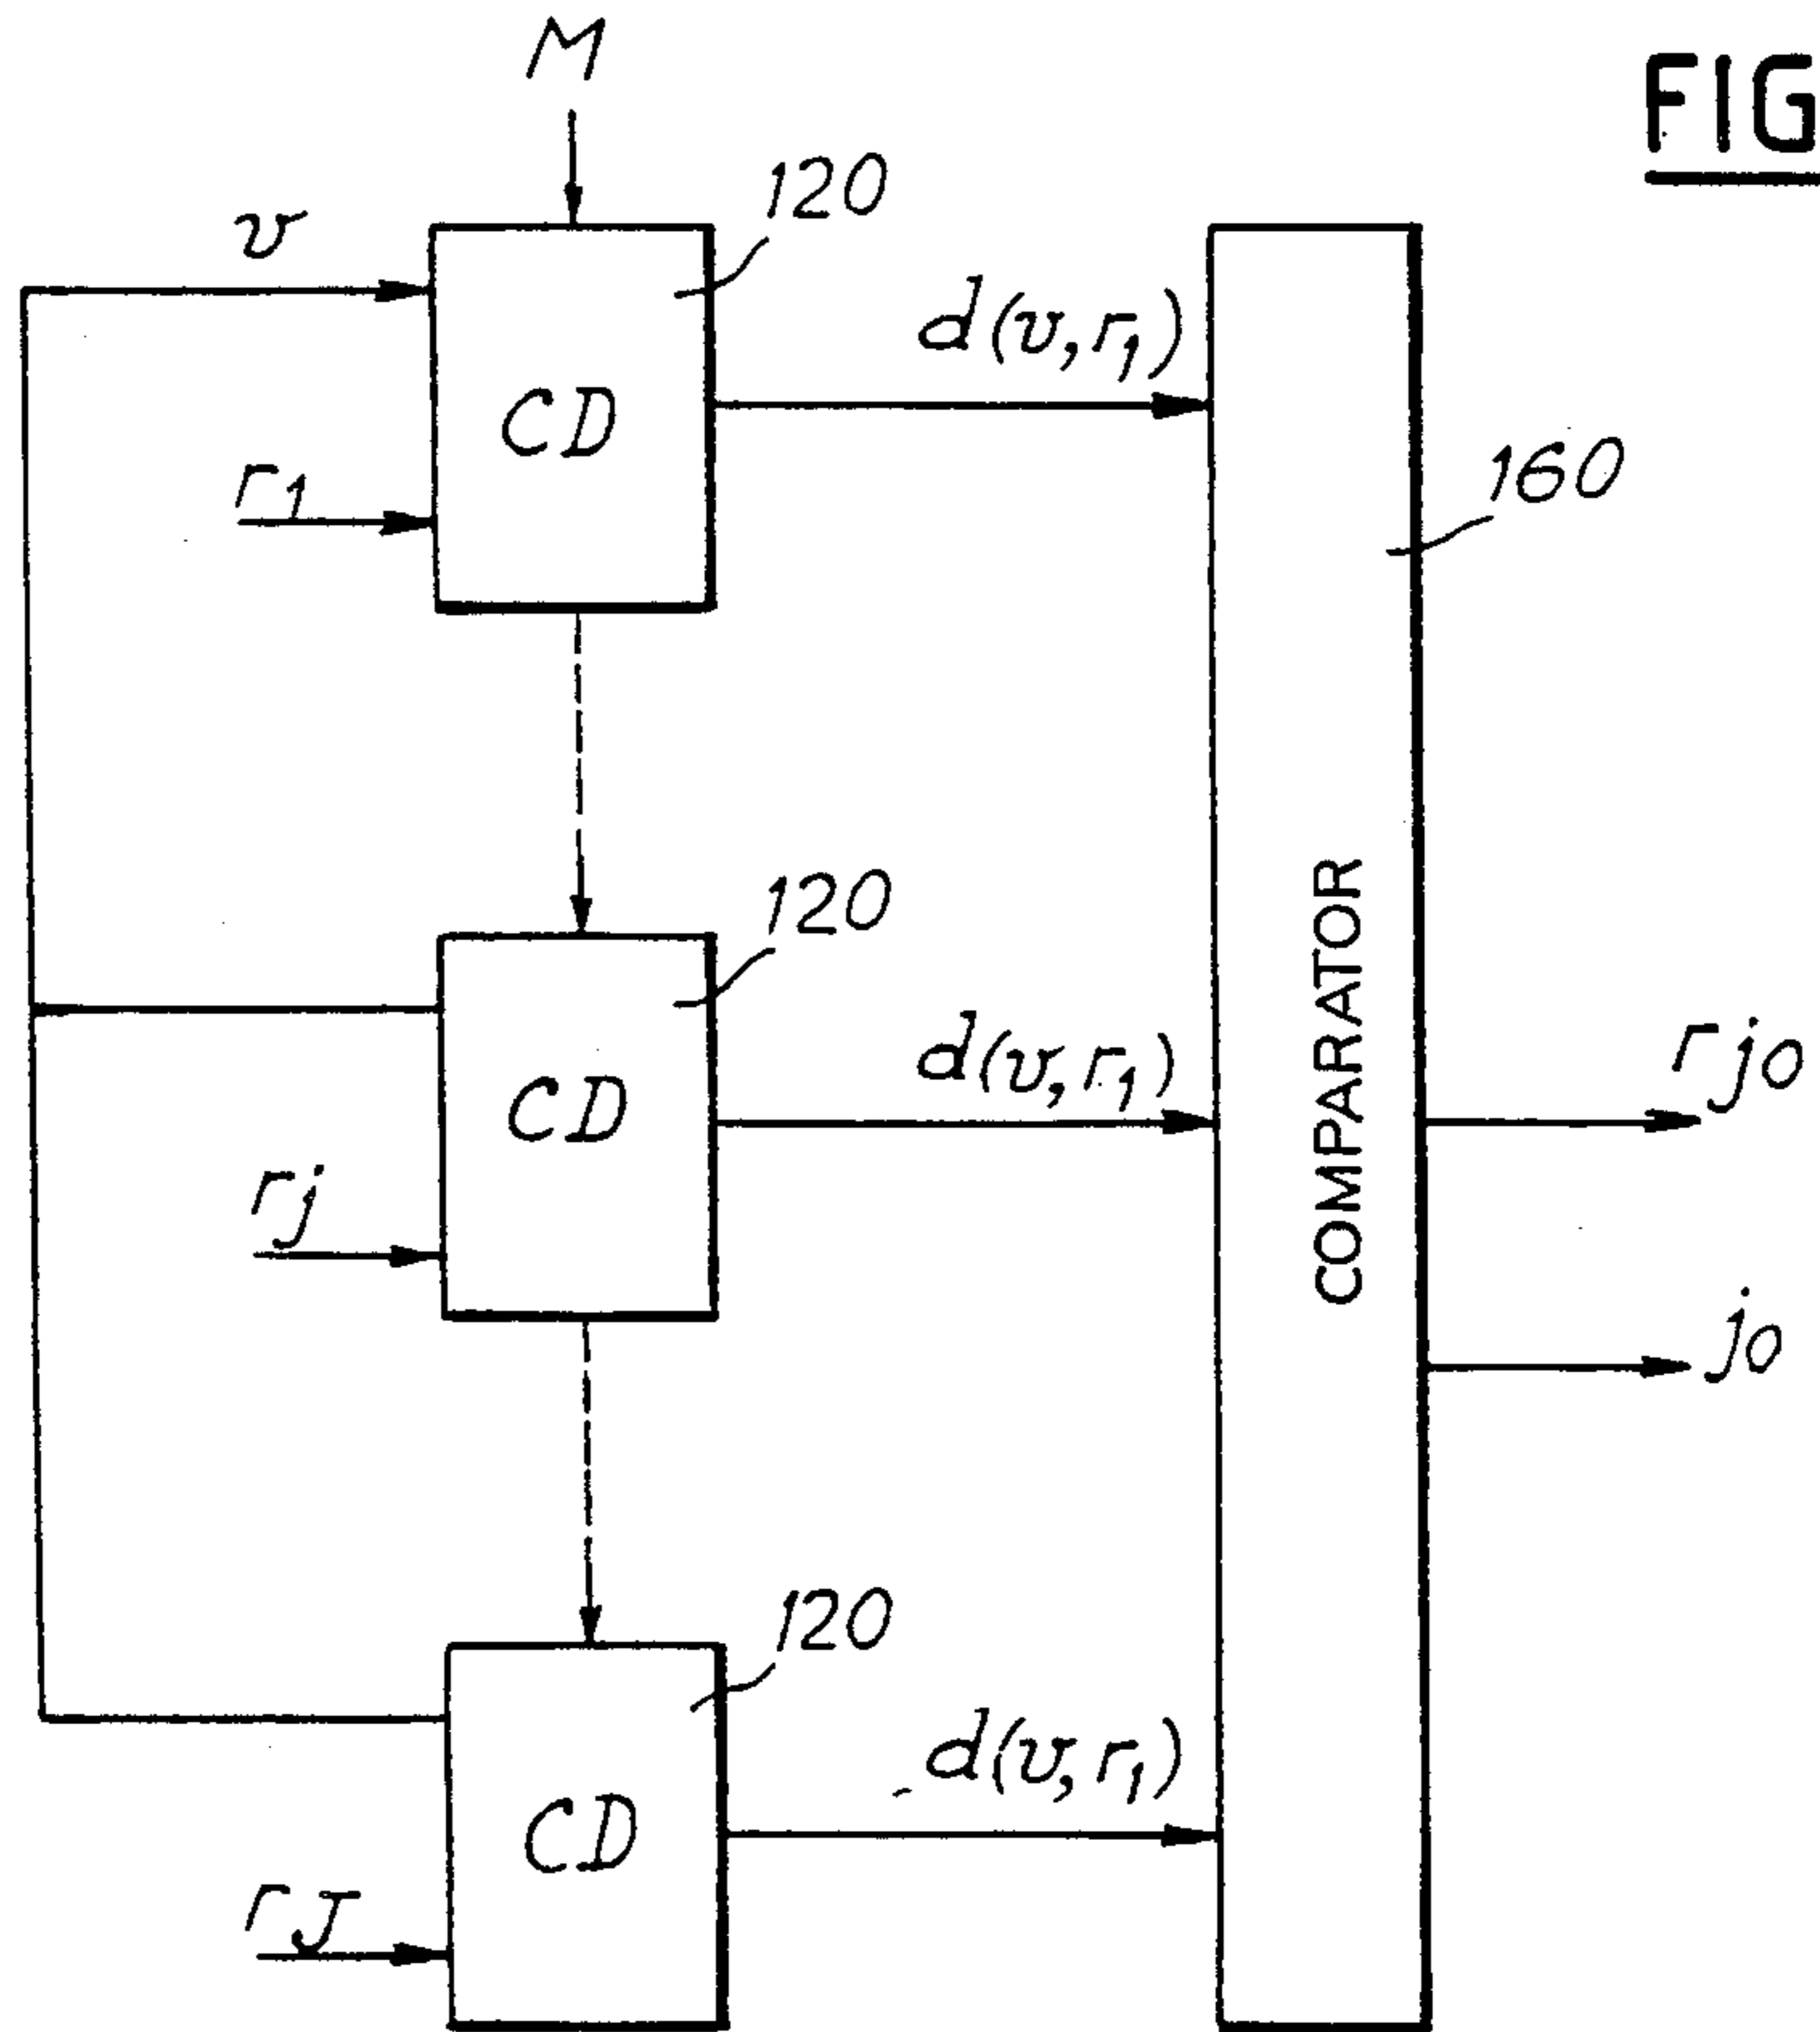 M
FIG
120
v
d(v,r1)
CD
160
r1
120
COMPARATOR
d(v,r1)
rjo
CD
rj
jo
120
d(v,r1)
CD
rJ